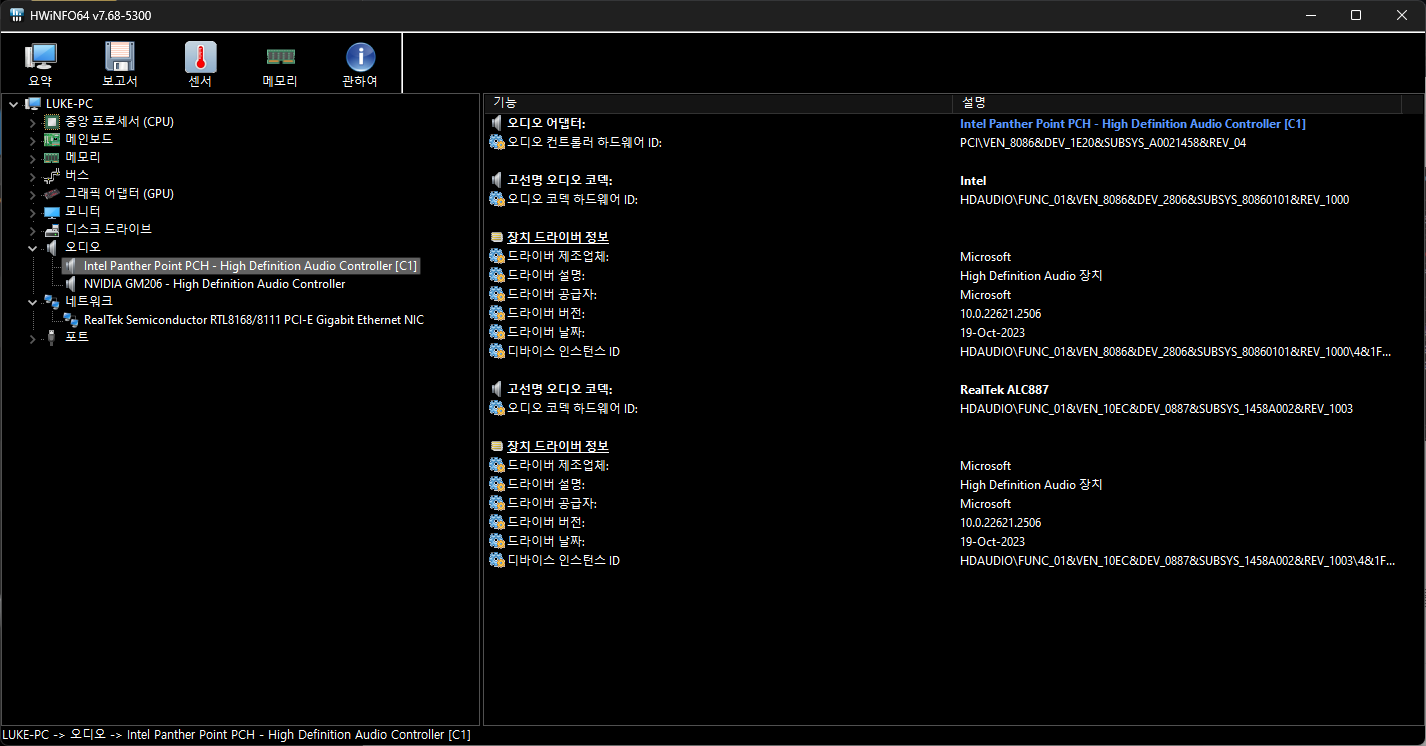 HWiNFO64 v7.68-5300
요약 보고서 센서 메모리 관하여
LUKE-PC
중앙 프로세서 (CPU)
메인보드
메모리
버스
그래픽 어댑터 (GPU)
모니터
디스크 드라이브
오디오
Intel Panther Point PCH - High Definition Audio Controller [C1]
NVIDIA GM206 - High Definition Audio Controller
네트워크
RealTek Semiconductor RTL8168/8111 PCI-E Gigabit Ethernet NIC
포트
기능 설명
오디오 어댑터: Intel Panther Point PCH - High Definition Audio Controller [C1]
오디오 컨트롤러 하드웨어 ID: PCI\VEN_8086&DEV_1E20&SUBSYS_A0021458&REV_04
고선명 오디오 코덱: Intel
오디오 코덱 하드웨어 ID: HDAUDIO\FUNC_01&VEN_8086&DEV_2806&SUBSYS_80860101&REV_1000
장치 드라이버 정보
드라이버 제조업체: Microsoft
드라이버 설명: High Definition Audio 장치
드라이버 공급자: Microsoft
드라이버 버전: 10.0.22621.2506
드라이버 날짜: 19-Oct-2023
디바이스 인스턴스 ID HDAUDIO\FUNC_01&VEN_8086&DEV_2806&SUBSYS_80860101&REV_1000\4&1F...
고선명 오디오 코덱: RealTek ALC887
오디오 코덱 하드웨어 ID: HDAUDIO\FUNC_01&VEN_10EC&DEV_0887&SUBSYS_1458A002&REV_1003
장치 드라이버 정보
드라이버 제조업체: Microsoft
드라이버 설명: High Definition Audio 장치
드라이버 공급자: Microsoft
드라이버 버전: 10.0.22621.2506
드라이버 날짜: 19-Oct-2023
디바이스 인스턴스 ID HDAUDIO\FUNC_01&VEN_10EC&DEV_0887&SUBSYS_1458A002&REV_1003\4&1F...
LUKE-PC -> 오디오 -> Intel Panther Point PCH - High Definition Audio Controller [C1]